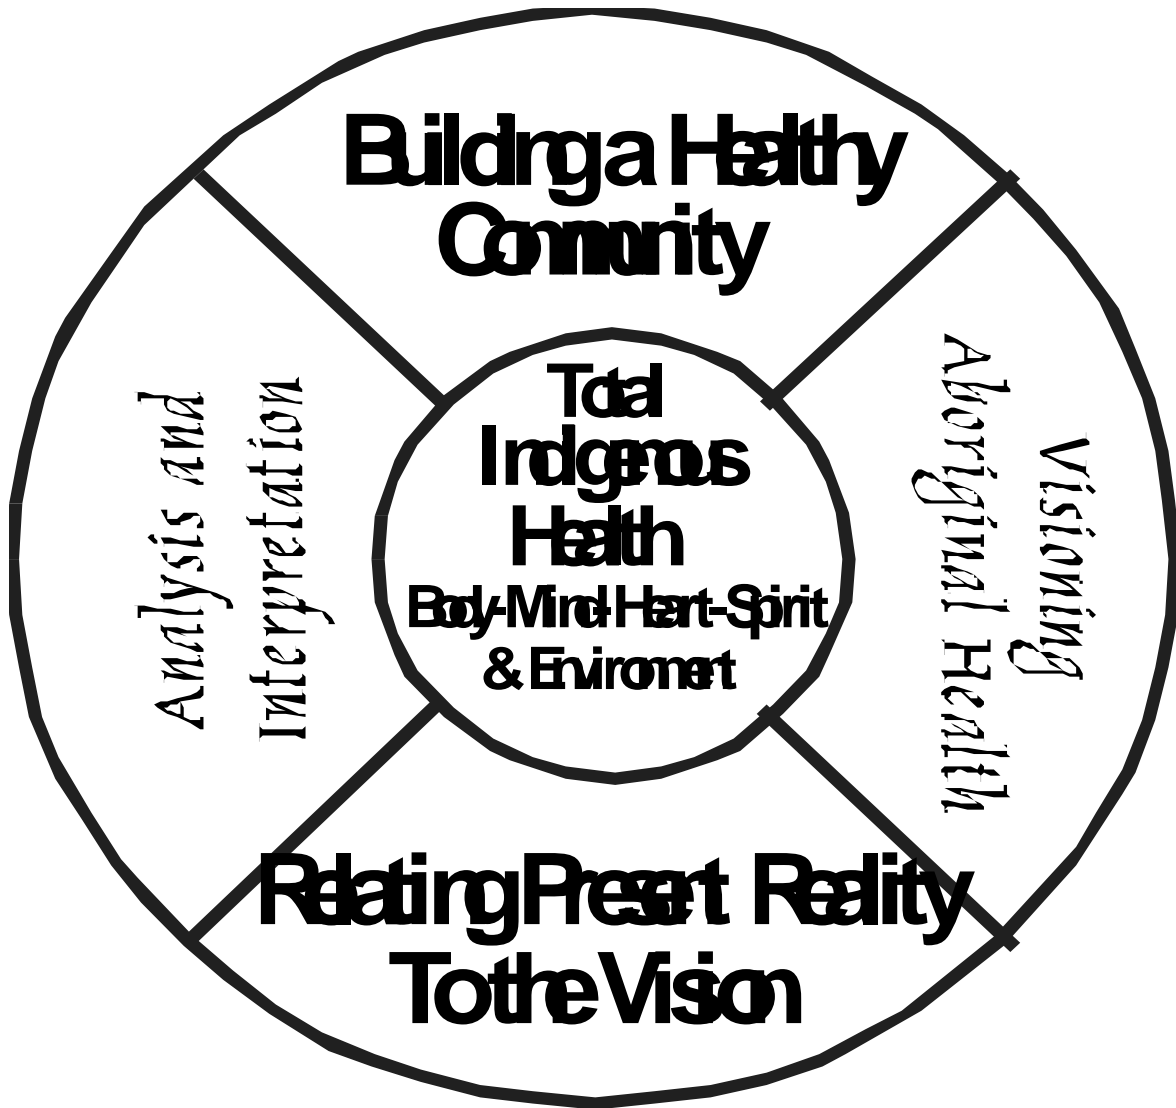 Building a Healthy
Community
Total
Indigenous
Health
Body-Mind-Heart-Spirit
& Environment
Visioning
Aboriginal Health
Relating Present Reality
To the Vision
Analysis and
Interpretation